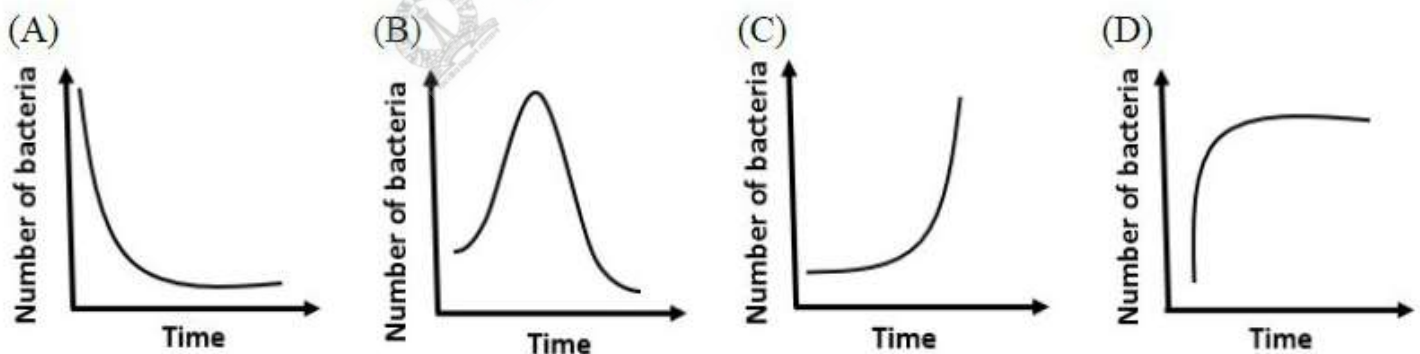 (A)
Number of bacteria
Time
(B)
Number of bacteria
Time
(C)
Number of bacteria
Time
(D)
Number of bacteria
Time